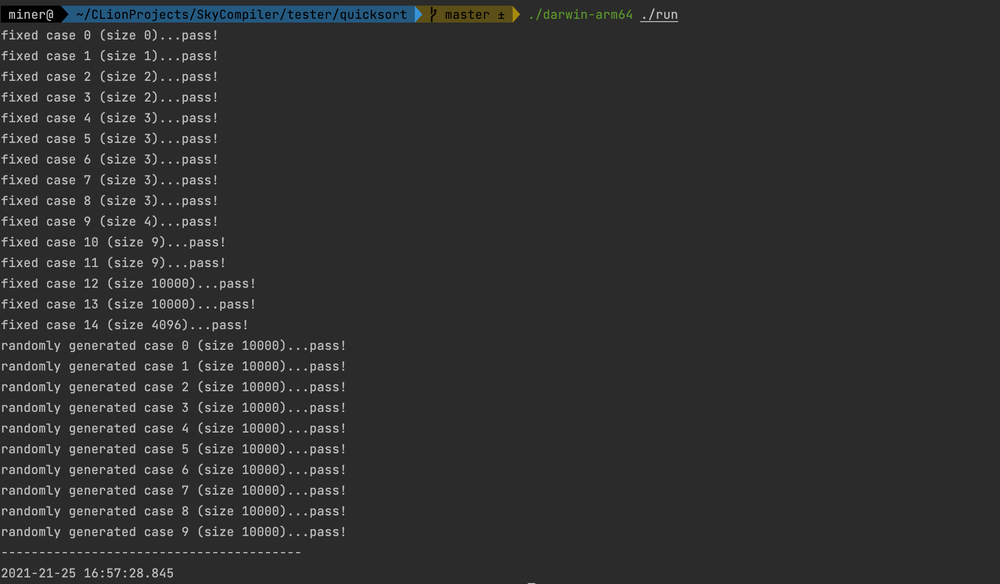 miner@ ~/CLionProjects/SkyCompiler/tester/quicksort master ± ./darwin-arm64 ./run
fixed case 0 (size 0)...pass!
fixed case 1 (size 1)...pass!
fixed case 2 (size 2)...pass!
fixed case 3 (size 2)...pass!
fixed case 4 (size 3)...pass!
fixed case 5 (size 3)...pass!
fixed case 6 (size 3)...pass!
fixed case 7 (size 3)...pass!
fixed case 8 (size 3)...pass!
fixed case 9 (size 4)...pass!
fixed case 10 (size 9)...pass!
fixed case 11 (size 9)...pass!
fixed case 12 (size 10000)...pass!
fixed case 13 (size 10000)...pass!
fixed case 14 (size 4096)...pass!
randomly generated case 0 (size 10000)...pass!
randomly generated case 1 (size 10000)...pass!
randomly generated case 2 (size 10000)...pass!
randomly generated case 3 (size 10000)...pass!
randomly generated case 4 (size 10000)...pass!
randomly generated case 5 (size 10000)...pass!
randomly generated case 6 (size 10000)...pass!
randomly generated case 7 (size 10000)...pass!
randomly generated case 8 (size 10000)...pass!
randomly generated case 9 (size 10000)...pass!
----------------------------------------
2021-21-25 16:57:28.845